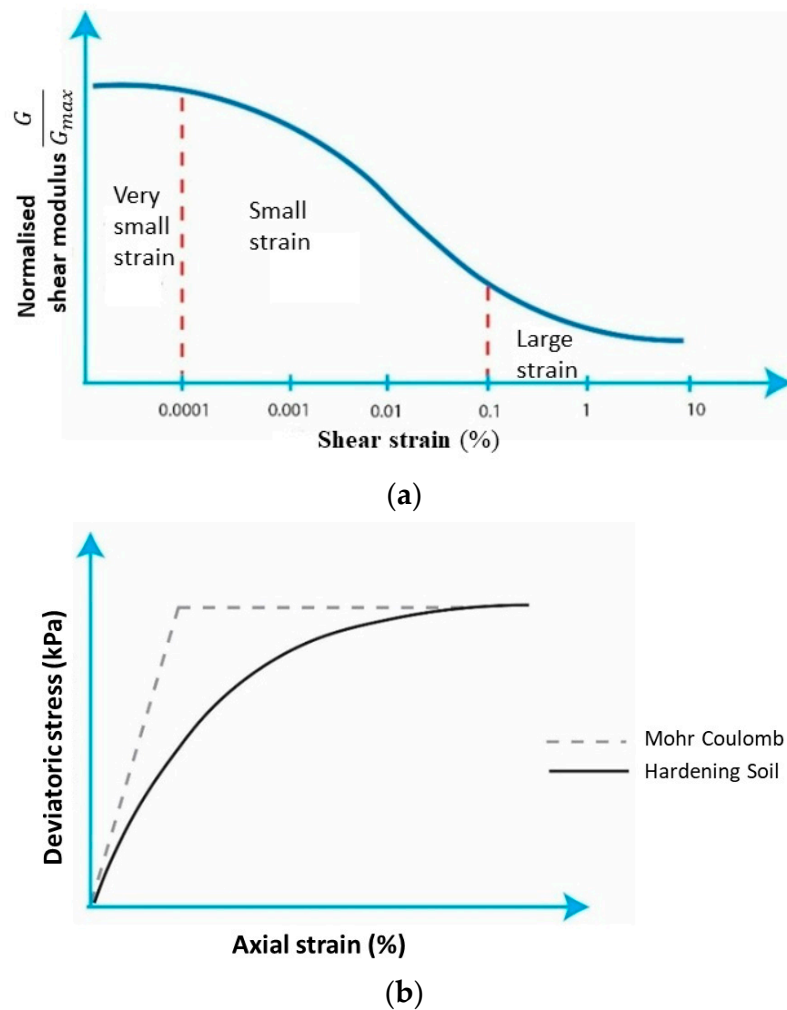 Normalised
shear modulus G/G_max
Very
small
strain
Small
strain
Large
strain
0.0001 0.001 0.01 0.1 1 10
Shear strain (%)
(a)
Deviatoric stress (kPa)
Mohr Coulomb
Hardening Soil
Axial strain (%)
(b)